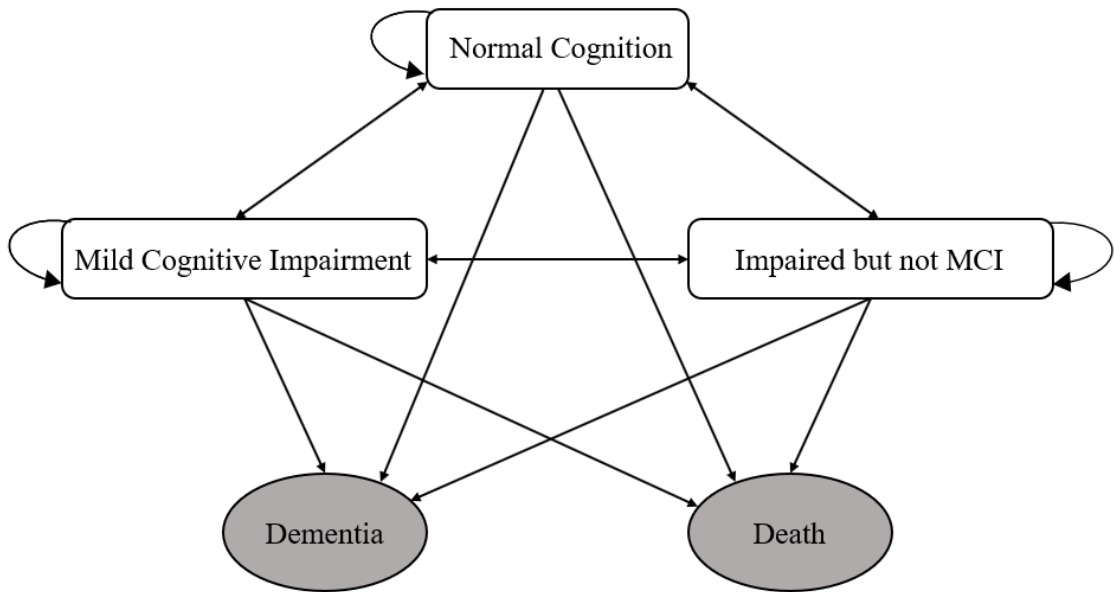 Normal Cognition
Mild Cognitive Impairment
Impaired but not MCI
Dementia
Death